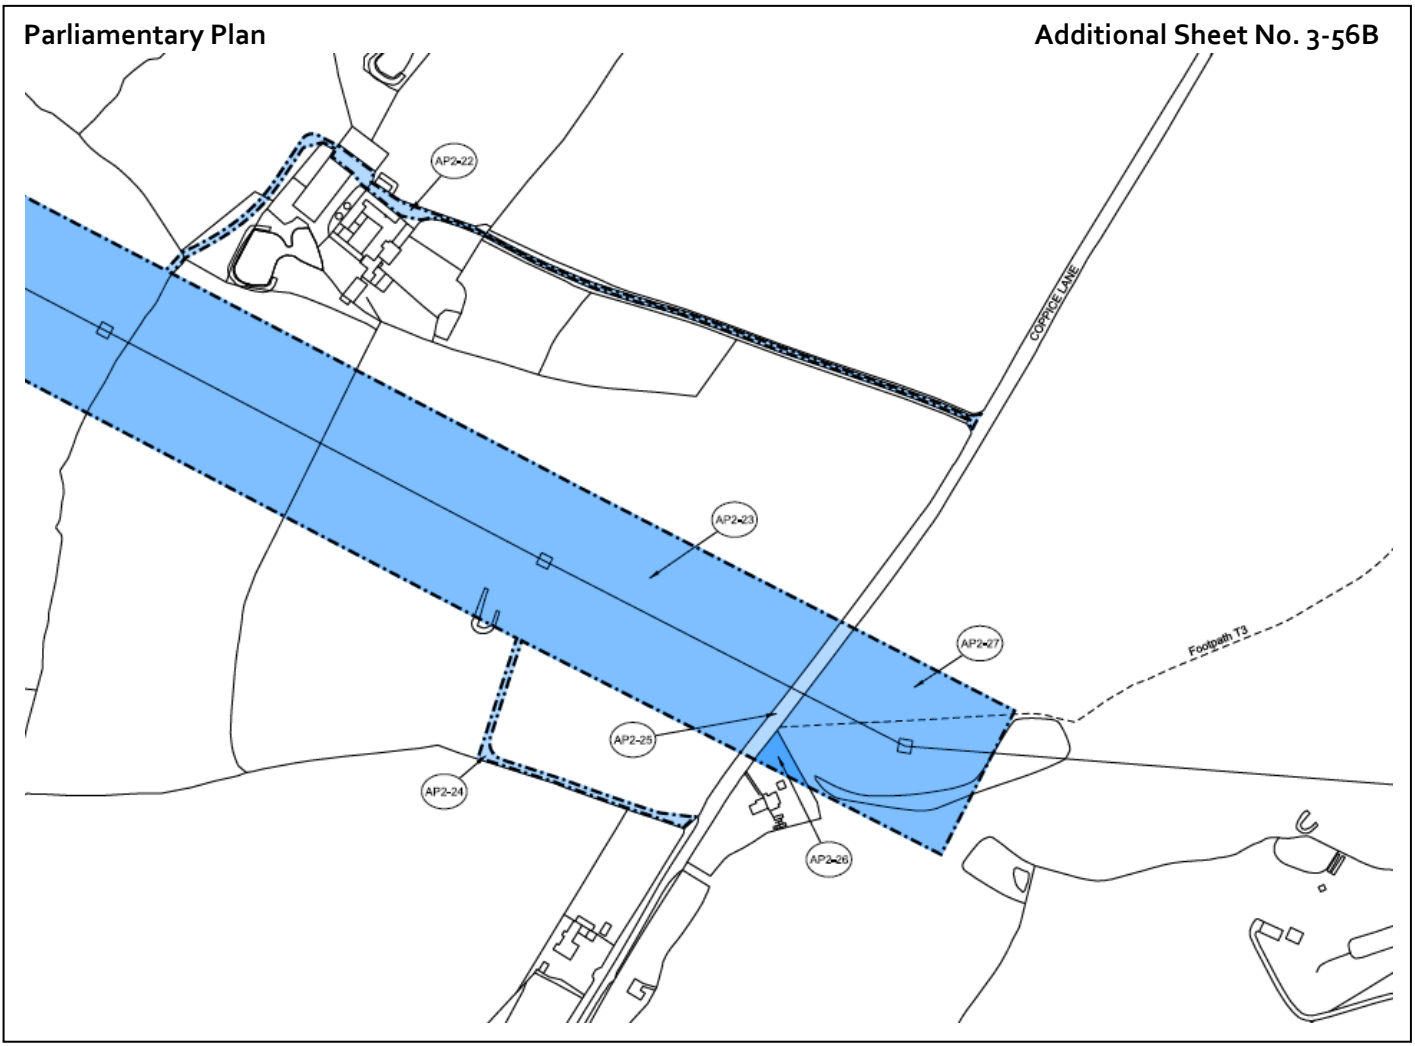 Parliamentary Plan
Additional Sheet No. 3-56B
AP2-22
COPPICE LANE
AP2-23
AP2-27
Footpath T3
AP2-25
AP2-24
AP2-26